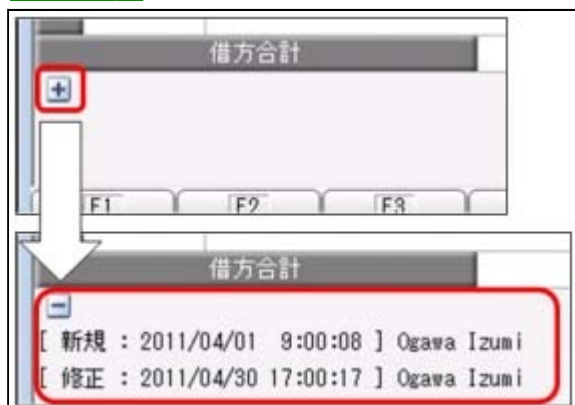 借方合計
F1 F2 F3
借方合計
[ 新規 : 2011/04/01 9:00:08 ] Ogawa Izumi
[ 修正 : 2011/04/30 17:00:17 ] Ogawa Izumi